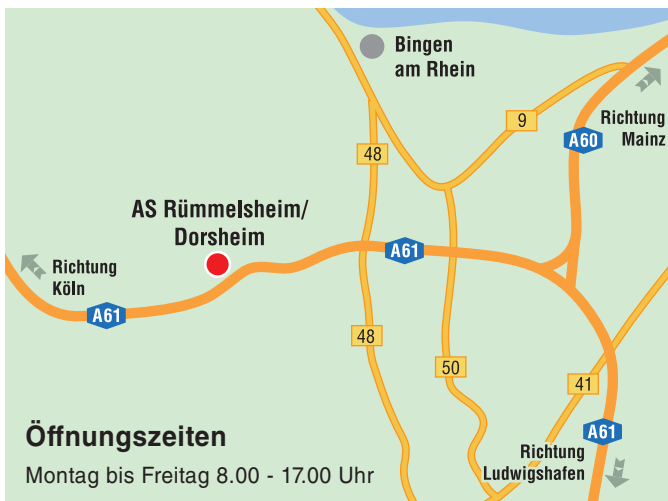 Bingen
am Rhein
9
Richtung
Mainz
A60
48
AS Rümmelsheim/
Dorsheim
A61
Richtung
Köln
A61
48
50
41
Öffnungszeiten
Montag bis Freitag 8.00 - 17.00 Uhr
A61
Richtung
Ludwigshafen